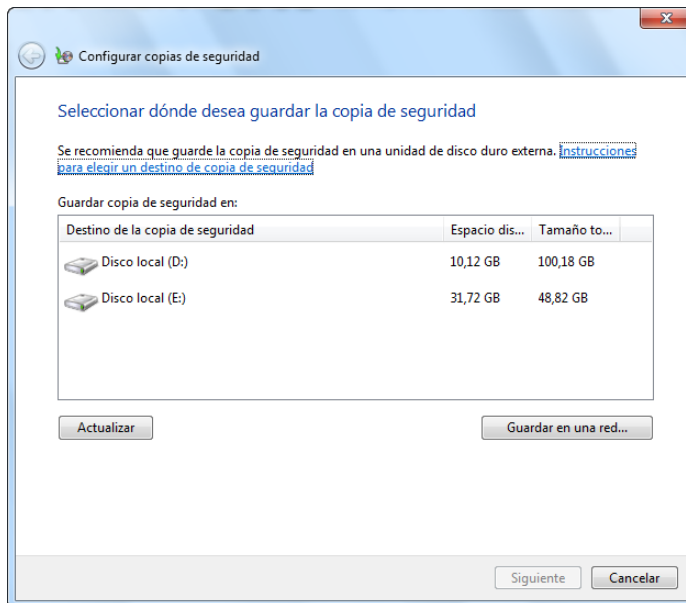 Configurar copias de seguridad
Seleccionar dónde desea guardar la copia de seguridad
Se recomienda que guarde la copia de seguridad en una unidad de disco duro externa. Instrucciones
para elegir un destino de copia de seguridad
Guardar copia de seguridad en:
Destino de la copia de seguridad Espacio dis... Tamaño to...
Disco local (D:) 10,12 GB 100,18 GB
Disco local (E:) 31,72 GB 48,82 GB
Actualizar Guardar en una red...
Siguiente Cancelar